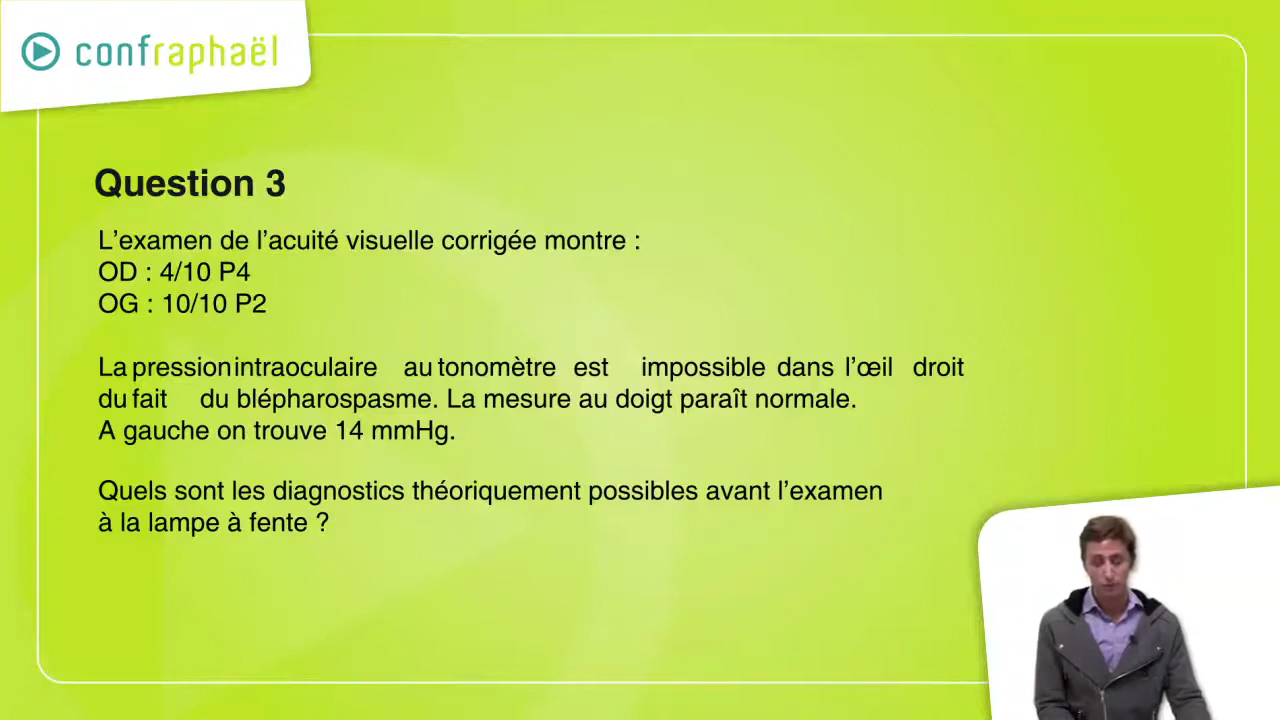 confraphaël
Question 3
L’examen de l’acuité visuelle corrigée montre :
OD : 4/10 P4
OG : 10/10 P2
La pression intraoculaire au tonomètre est impossible dans l’œil droit
du fait du blépharospasme. La mesure au doigt paraît normale.
A gauche on trouve 14 mmHg.
Quels sont les diagnostics théoriquement possibles avant l’examen
à la lampe à fente ?